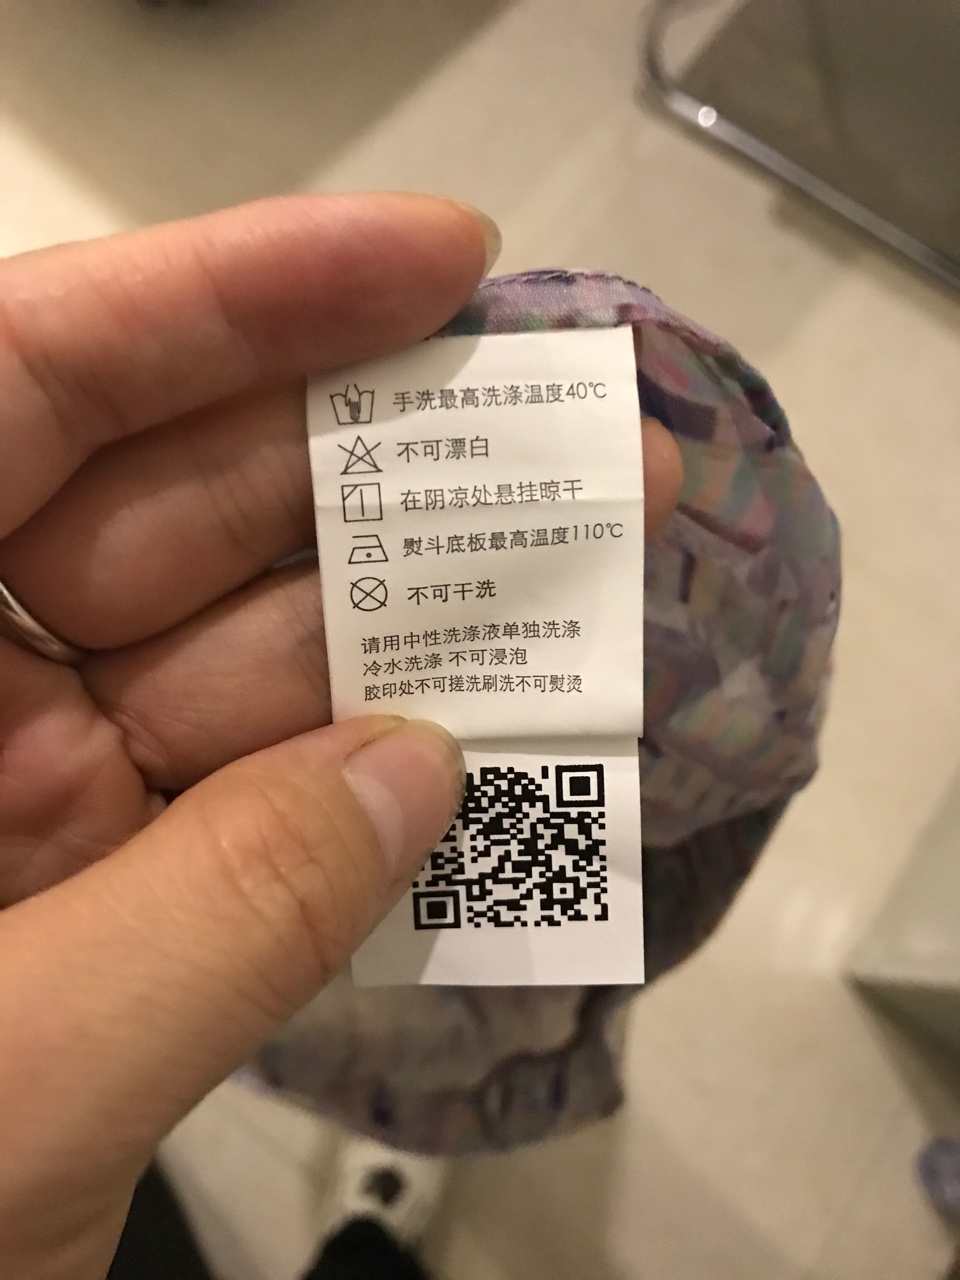 手洗最高洗涤温度40℃
不可漂白
在阴凉处悬挂晾干
熨斗底板最高温度110℃
不可干洗
请用中性洗涤液单独洗涤
冷水洗涤 不可浸泡
胶印处不可搓洗刷洗不可熨烫